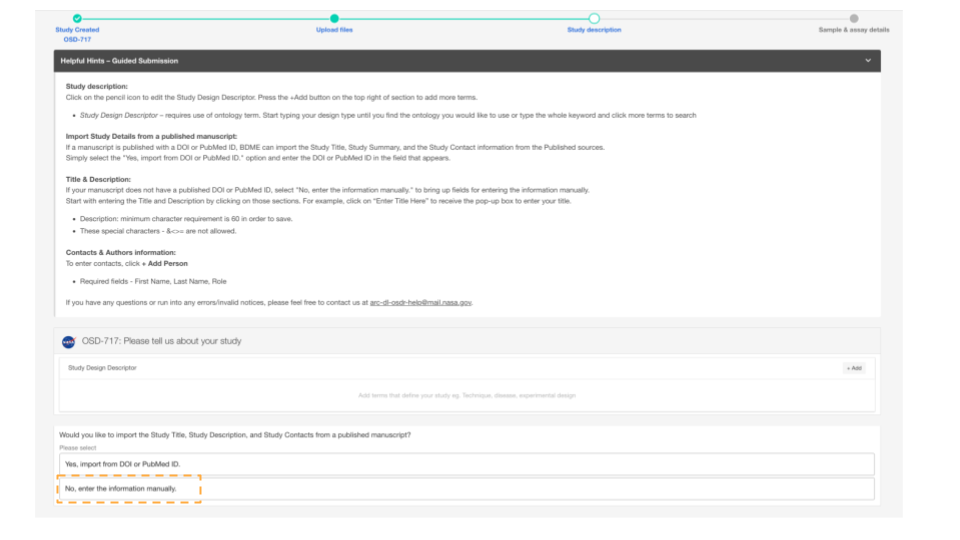 Study Created
OSD-717
Upload files
Study description
Sample & assay details
Helpful Hints – Guided Submission
Study description:
Click on the pencil icon to edit the Study Design Descriptor. Press the +Add button on the top right of section to add more terms.
• Study Design Descriptor – requires use of ontology term. Start typing your design type until you find the ontology you would like to use or type the whole keyword and click more terms to search
Import Study Details from a published manuscript:
If a manuscript is published with a DOI or PubMed ID, BDME can import the Study Title, Study Summary, and the Study Contact information from the Published sources.
Simply select the "Yes, import from DOI or PubMed ID." option and enter the DOI or PubMed ID in the field that appears.
Title & Description:
If your manuscript does not have a published DOI or PubMed ID, select "No, enter the information manually." to bring up fields for entering the information manually.
Start with entering the Title and Description by clicking on those sections. For example, click on "Enter Title Here" to receive the pop-up box to enter your title.
• Description: minimum character requirement is 60 in order to save.
• These special characters - &<>= are not allowed.
Contacts & Authors information:
To enter contacts, click + Add Person
• Required fields - First Name, Last Name, Role
If you have any questions or run into any errors/invalid notices, please feel free to contact us at arc-dl-osdr-help@mail.nasa.gov.
NASA OSD-717: Please tell us about your study
Study Design Descriptor
+ Add
Add terms that define your study eg. Technique, disease, experimental design
Would you like to import the Study Title, Study Description, and Study Contacts from a published manuscript?
Please select
Yes, import from DOI or PubMed ID.
No, enter the information manually.